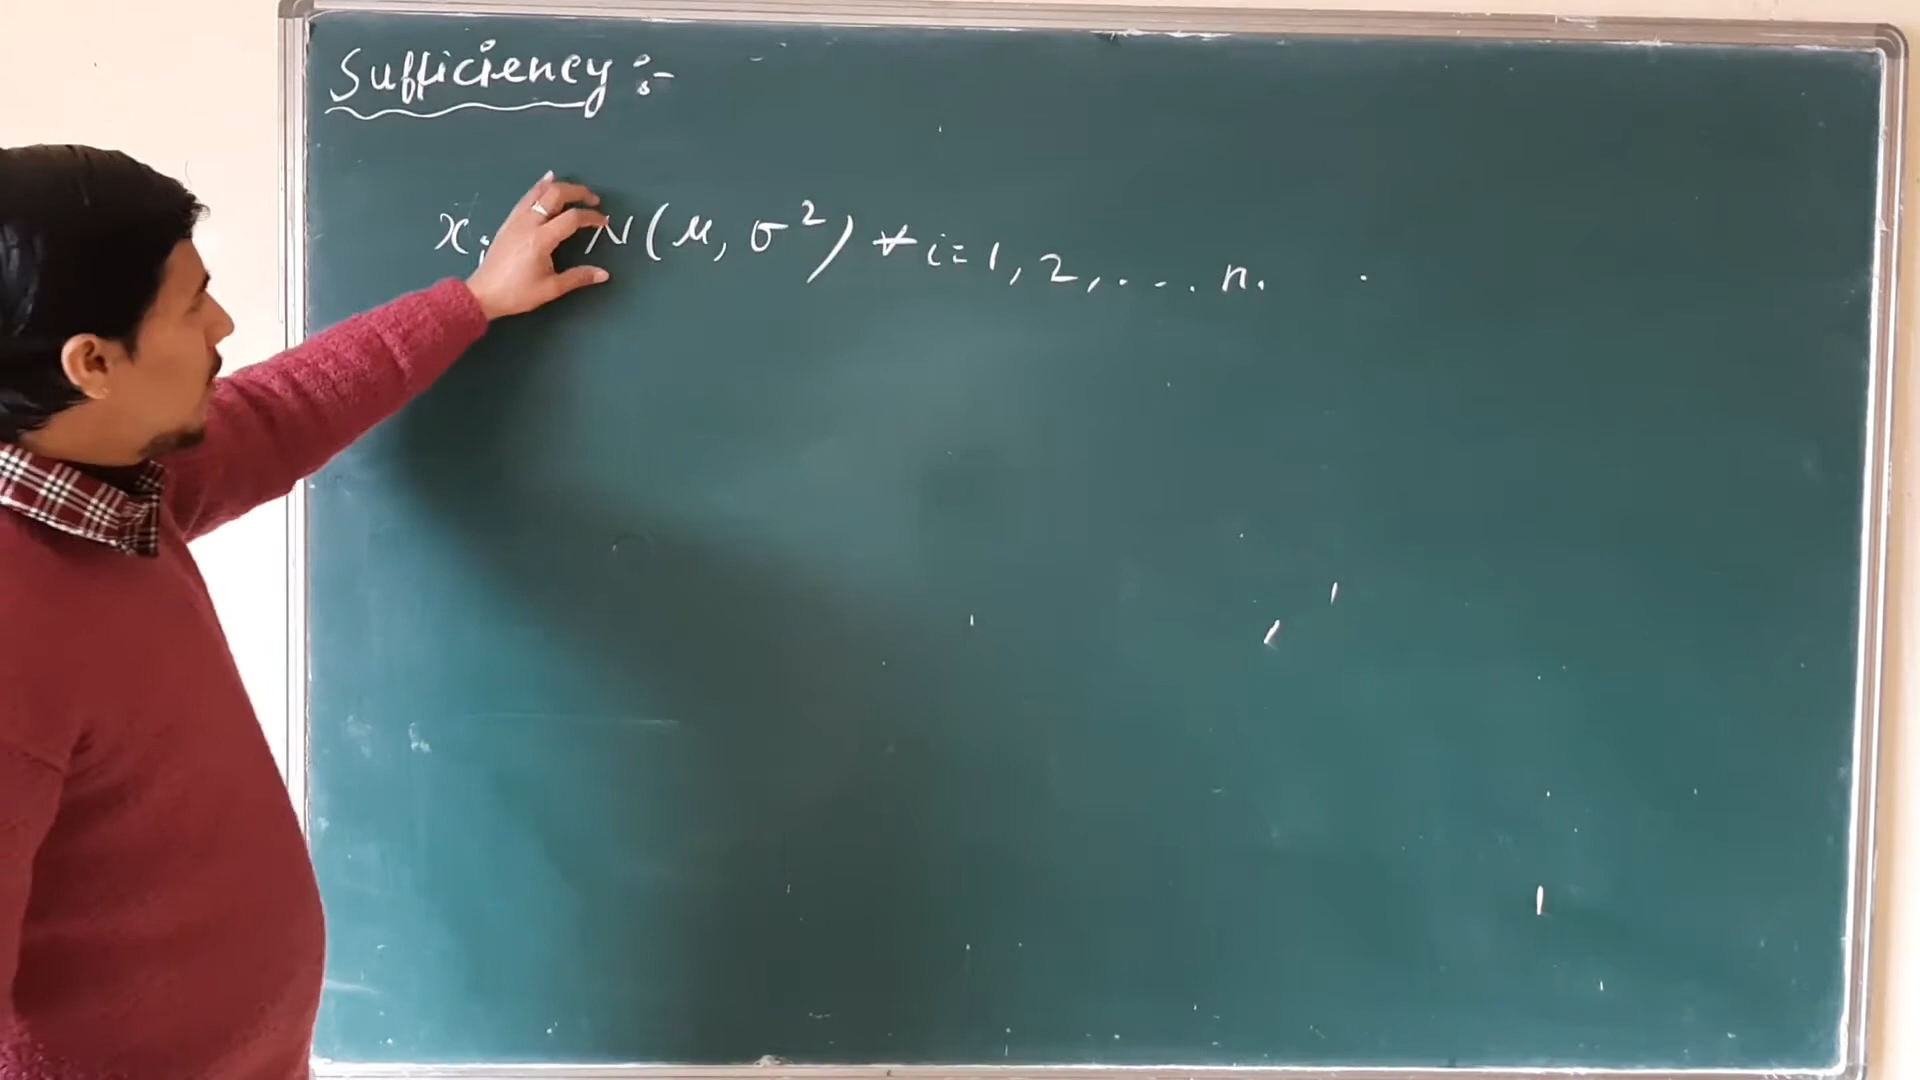 Sufficiency :-
xi N(μ, σ²) ∀ i = 1, 2, .... n.